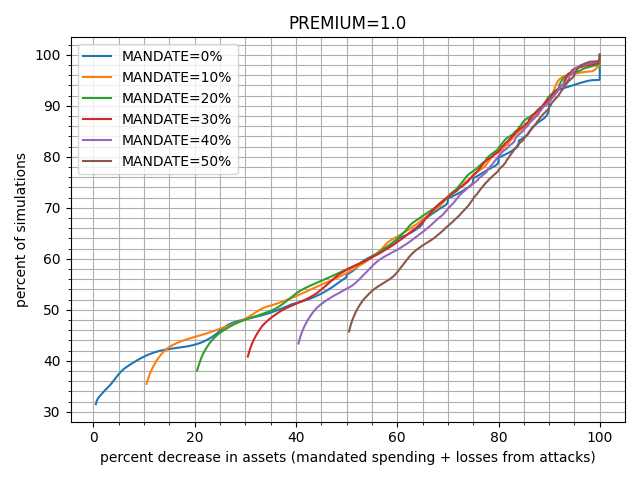 PREMIUM=1.0
100
90
80
70
60
50
40
30
percent of simulations
MANDATE=0%
MANDATE=10%
MANDATE=20%
MANDATE=30%
MANDATE=40%
MANDATE=50%
0 20 40 60 80 100
percent decrease in assets (mandated spending + losses from attacks)